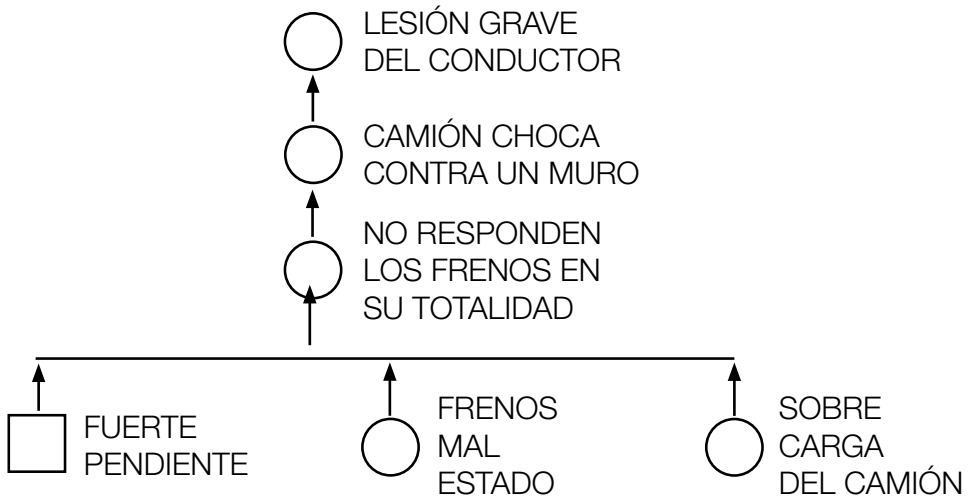 LESIÓN GRAVE
DEL CONDUCTOR
CAMIÓN CHOCA
CONTRA UN MURO
NO RESPONDEN
LOS FRENOS EN
SU TOTALIDAD
FUERTE
PENDIENTE
FRENOS
MAL
ESTADO
SOBRE
CARGA
DEL CAMIÓN